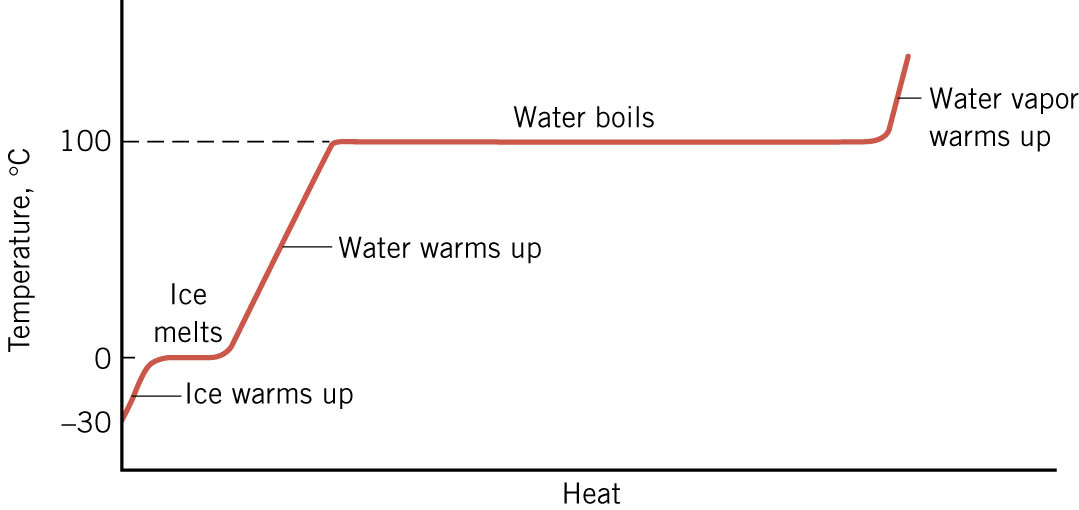 Temperature, °C
100
0
–30
Water boils
Water vapor
warms up
Water warms up
Ice
melts
Ice warms up
Heat